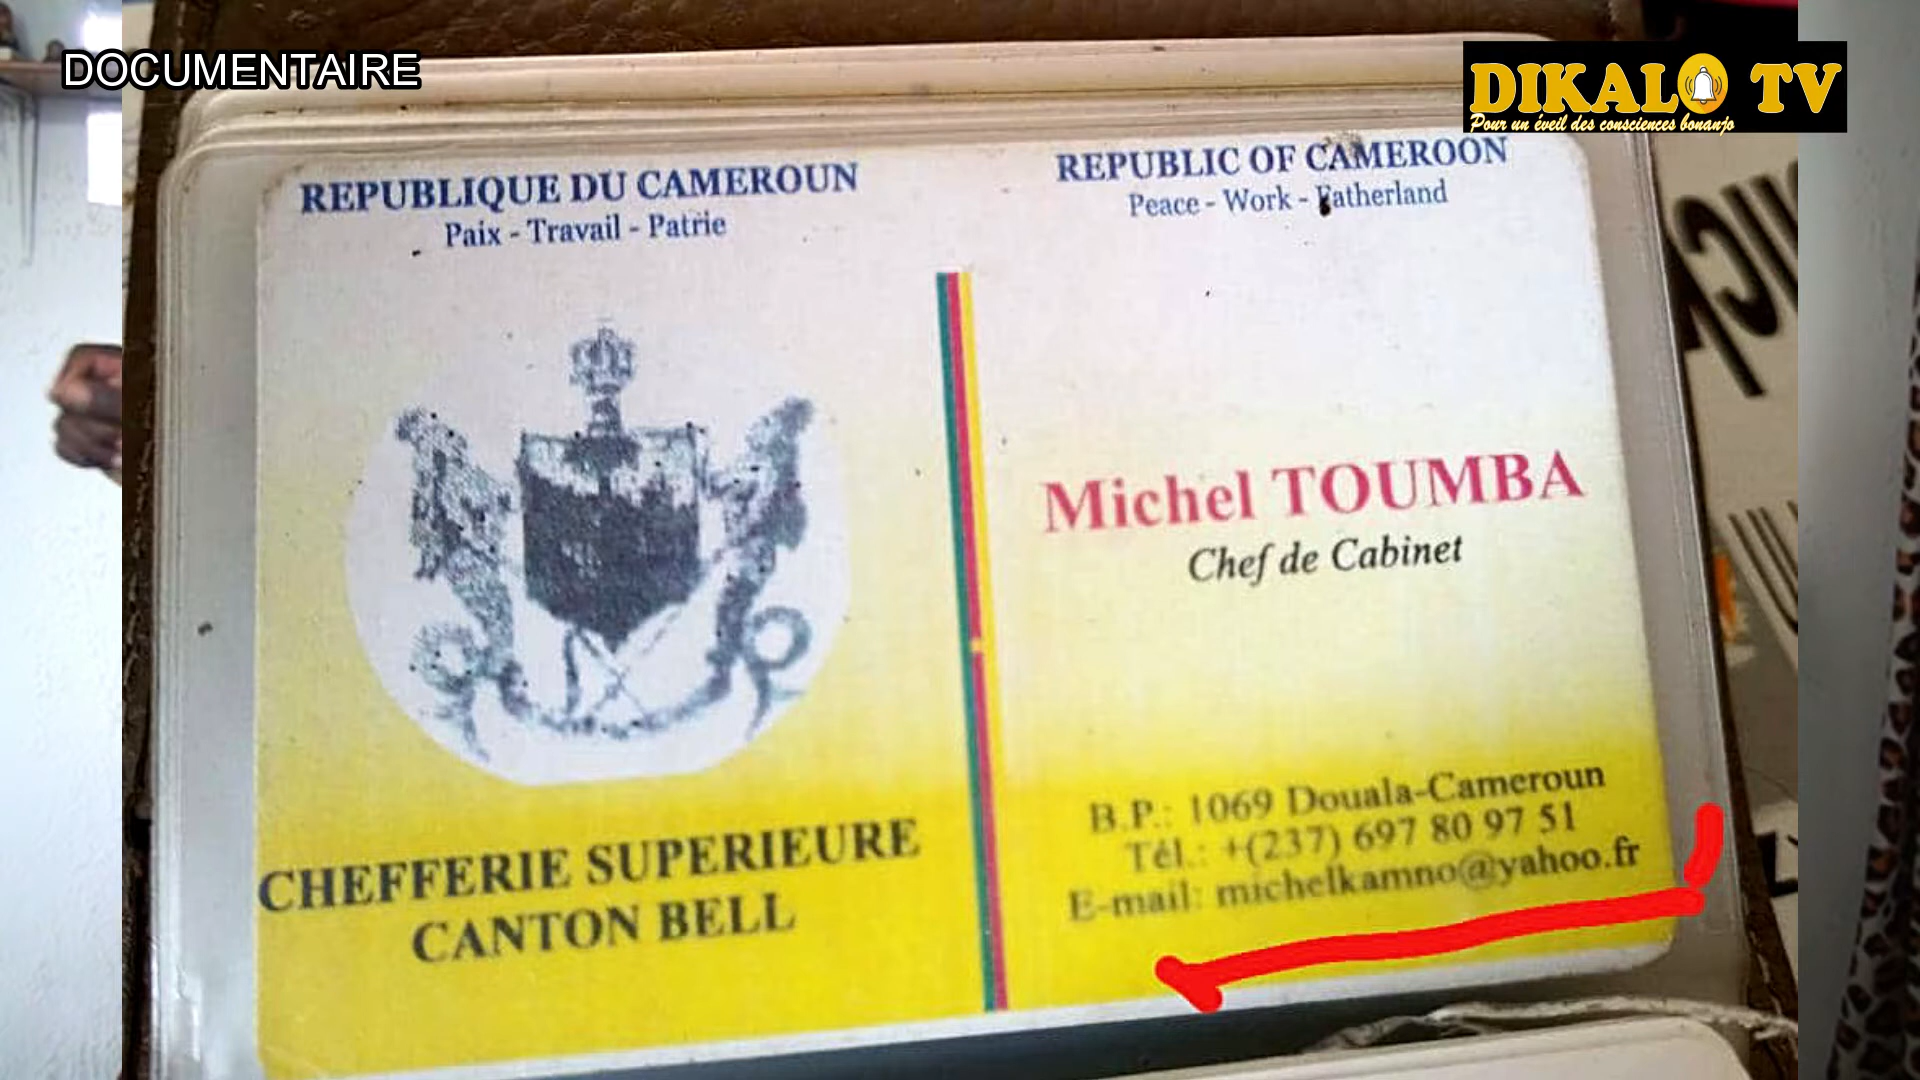 DOCUMENTAIRE
DIKALO TV
Pour un éveil des consciences bonanjo
REPUBLIQUE DU CAMEROUN
Paix - Travail - Patrie
REPUBLIC OF CAMEROON
Peace - Work - Fatherland
CHEFFERIE SUPERIEURE
CANTON BELL
Michel TOUMBA
Chef de Cabinet
B.P.: 1069 Douala-Cameroun
Tél.: +(237) 697 80 97 51
E-mail: michelkamno@yahoo.fr